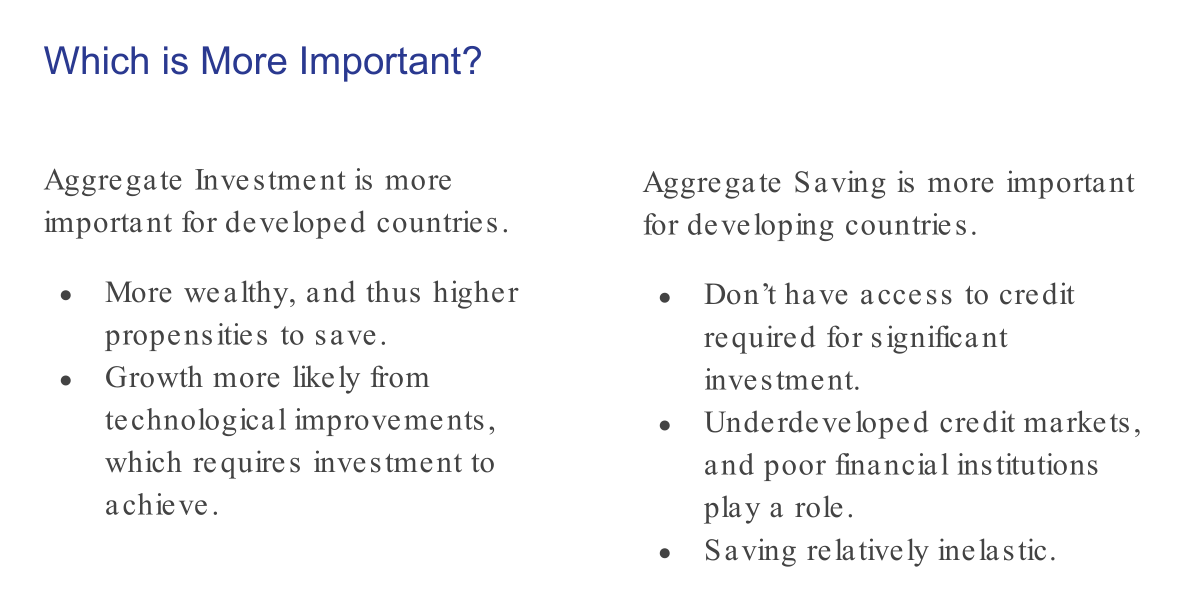 Which is More Important?
Aggregate Investment is more
important for developed countries.
● More wealthy, and thus higher
propensities to save.
● Growth more likely from
technological improvements,
which requires investment to
achieve.
Aggregate Saving is more important
for developing countries.
● Don’t have access to credit
required for significant
investment.
● Underdeveloped credit markets,
and poor financial institutions
play a role.
● Saving relatively inelastic.